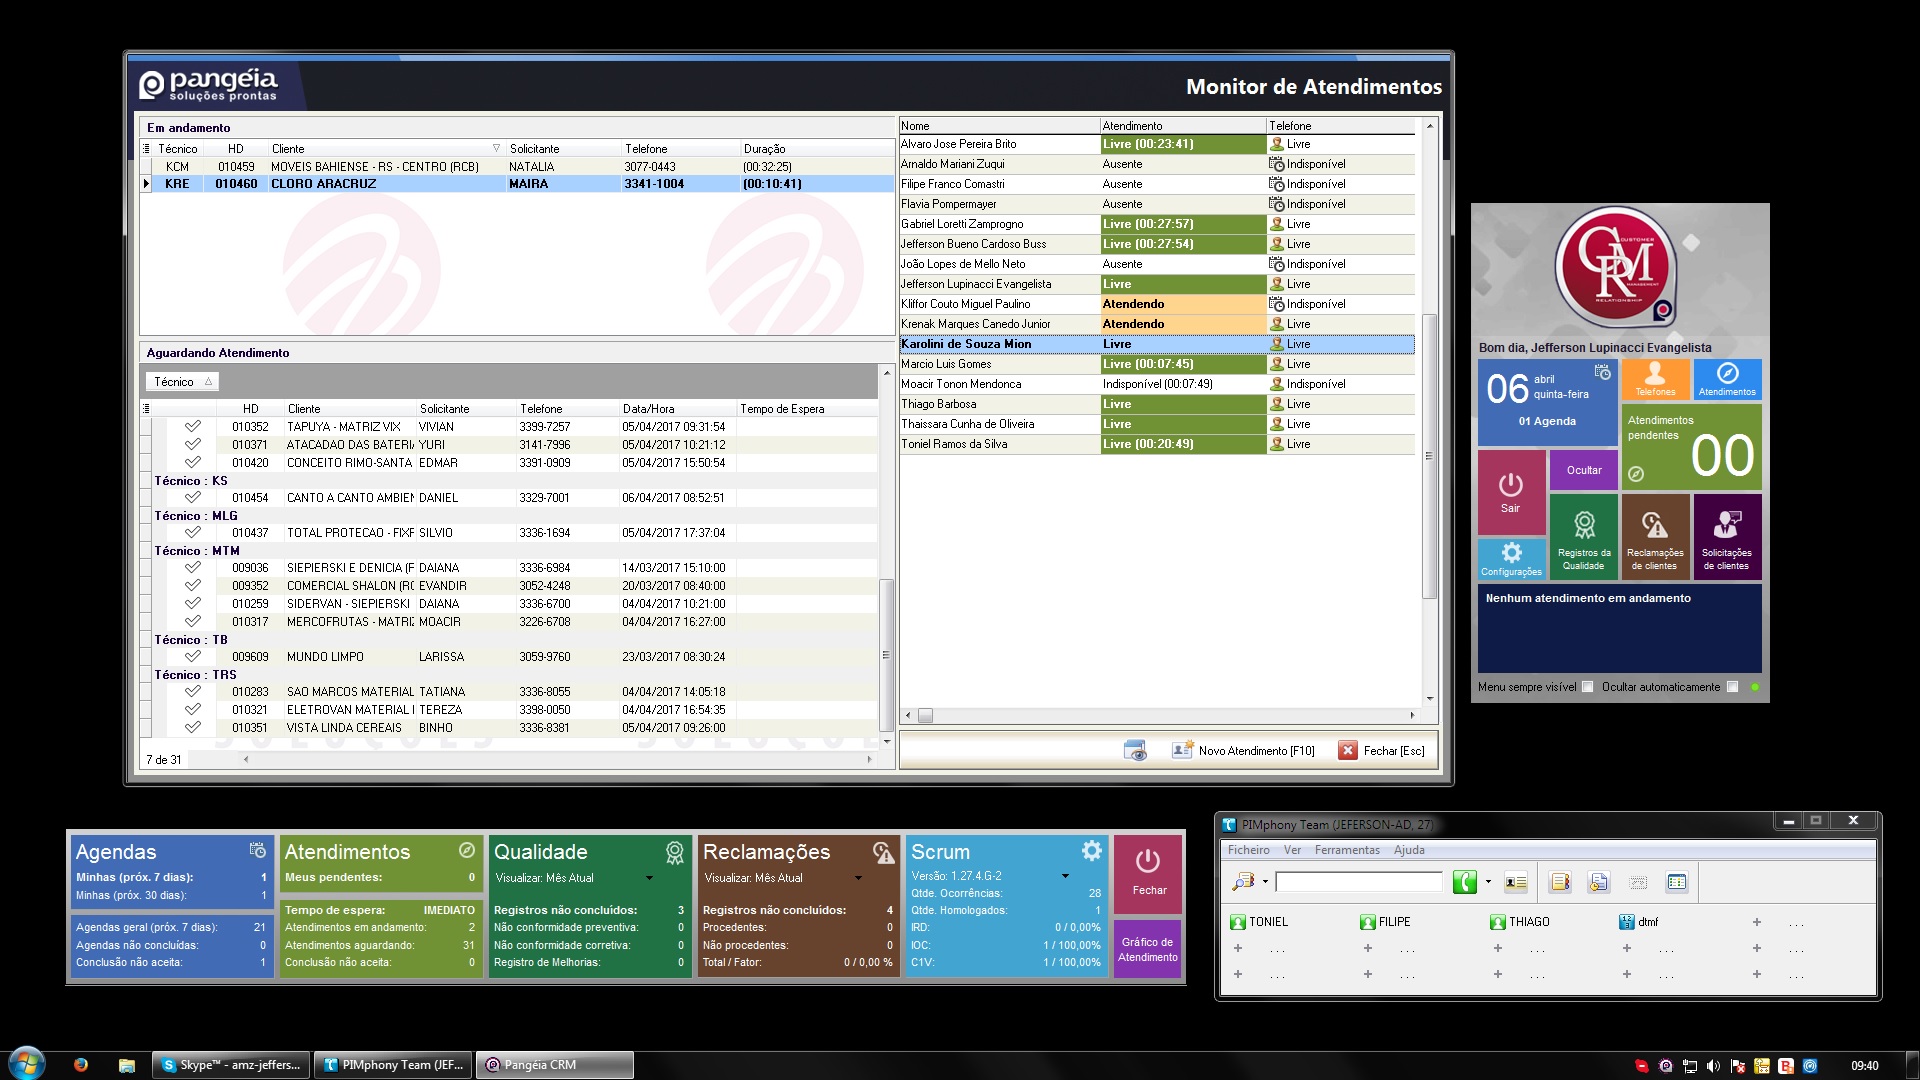 pangéia
soluções prontas
Monitor de Atendimentos
Em andamento
Técnico HD Cliente Solicitante Telefone Duração
KCM 010459 MOVEIS BAHIENSE - RS - CENTRO (RCB) NATALIA 3077-0443 (00:32:25)
KRE 010460 CLORO ARACRUZ MAIRA 3341-1004 (00:10:41)
Aguardando Atendimento
Técnico
HD Cliente Solicitante Telefone Data/Hora Tempo de Espera
010352 TAPUYA - MATRIZ VIX VIVIAN 3399-7257 05/04/2017 09:31:54
010371 ATACADAO DAS BATERI YURI 3141-7996 05/04/2017 10:21:12
010420 CONCEITO RIMO-SANTA EDMAR 3391-0909 05/04/2017 15:50:54
Técnico : KS
010454 CANTO A CANTO AMBIEN DANIEL 3329-7001 06/04/2017 08:52:51
Técnico : MLG
010437 TOTAL PROTECAO - FIXF SILVIO 3336-1694 05/04/2017 17:37:04
Técnico : MTM
009036 SIEPIERSKI E DENICIA (F DAIANA 3336-6984 14/03/2017 15:10:00
009352 COMERCIAL SHALON (RC EVANDIR 3052-4248 20/03/2017 08:40:00
010259 SIDERVAN - SIEPIERSKI DAIANA 3336-6700 04/04/2017 10:21:00
010317 MERCOFRUTAS - MATRIZ MOACIR 3226-6708 04/04/2017 16:27:00
Técnico : TB
009609 MUNDO LIMPO LARISSA 3059-9760 23/03/2017 08:30:24
Técnico : TRS
010283 SAO MARCOS MATERIAL TATIANA 3336-8055 04/04/2017 14:05:18
010321 ELETROVAN MATERIAL I TEREZA 3398-0050 04/04/2017 16:54:35
010351 VISTA LINDA CEREAIS BINHO 3336-8381 05/04/2017 09:26:00
7 de 31
Nome Atendimento Telefone
Alvaro Jose Pereira Brito Livre (00:23:41) Livre
Arnaldo Mariani Zuqui Ausente Indisponível
Filipe Franco Comastri Ausente Indisponível
Flavia Pompermayer Ausente Indisponível
Gabriel Loretti Zamprogno Livre (00:27:57) Livre
Jefferson Bueno Cardoso Buss Livre (00:27:54) Livre
João Lopes de Mello Neto Ausente Indisponível
Jefferson Lupinacci Evangelista Livre Livre
Kliffor Couto Miguel Paulino Atendendo Indisponível
Krenak Marques Canedo Junior Atendendo Livre
Karolini de Souza Mion Livre Livre
Marcio Luis Gomes Livre (00:07:45) Livre
Moacir Tonon Mendonca Indisponível (00:07:49) Indisponível
Thiago Barbosa Livre Livre
Thaissara Cunha de Oliveira Livre Livre
Toniel Ramos da Silva Livre (00:20:49) Livre
Novo Atendimento [F10] Fechar [Esc]
CUSTOMER
CRM
MANAGEMENT
RELATIONSHIP
Bom dia, Jefferson Lupinacci Evangelista
06 abril
quinta-feira
01 Agenda
Telefones
Atendimentos
Atendimentos
pendentes
00
Sair
Ocultar
Configurações
Registros da
Qualidade
Reclamações
de clientes
Solicitações
de clientes
Nenhum atendimento em andamento
Menu sempre visível Ocultar automaticamente
Agendas
Minhas (próx. 7 dias): 1
Minhas (próx. 30 dias): 1
Agendas geral (próx. 7 dias): 21
Agendas não concluídas: 0
Conclusão não aceita: 1
Atendimentos
Meus pendentes: 0
Tempo de espera: IMEDIATO
Atendimentos em andamento: 2
Atendimentos aguardando: 31
Conclusão não aceita: 0
Qualidade
Visualizar: Mês Atual
Registros não concluídos: 3
Não conformidade preventiva: 0
Não conformidade corretiva: 0
Registro de Melhorias: 0
Reclamações
Visualizar: Mês Atual
Registros não concluídos: 4
Procedentes: 0
Não procedentes: 0
Total / Fator: 0 / 0,00 %
Scrum
Versão: 1.27.4.G-2
Qtde. Ocorrências: 28
Qtde. Homologados: 1
IRD: 0 / 0,00%
IOC: 1 / 100,00%
C1V: 1 / 100,00%
Fechar
Gráfico de
Atendimento
PIMphony Team (JEFERSON-AD, 27)
Ficheiro Ver Ferramentas Ajuda
TONIEL FILIPE THIAGO dtmf + ...
+ ... + ... + ... + ... + ...
+ ... + ... + ... + ... + ...
Skype™ - amz-jeffers... PIMphony Team (JEF... Pangéia CRM
09:40